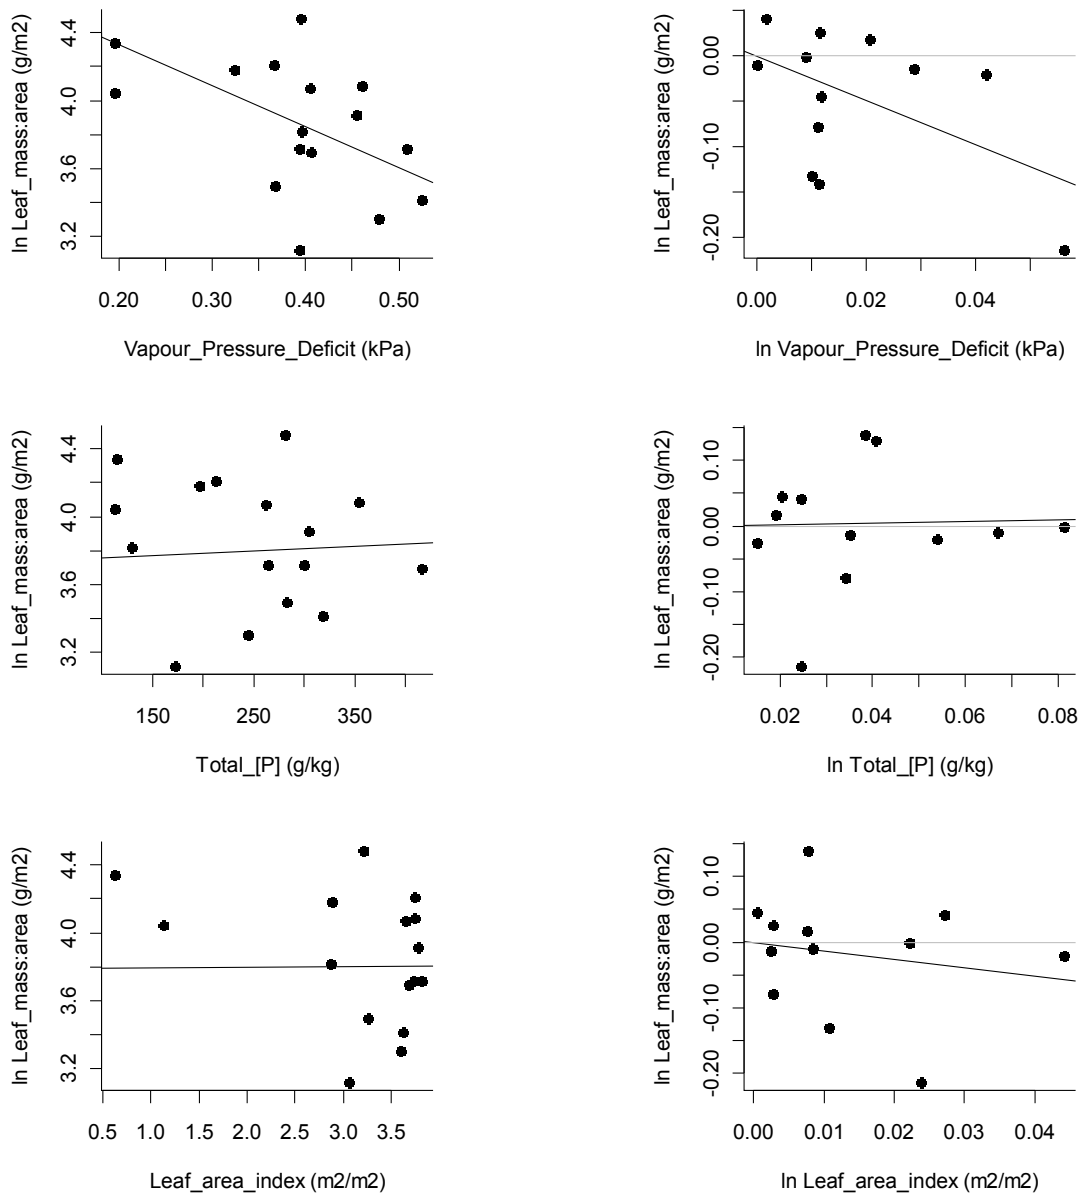 ln Leaf_mass:area (g/m2)
4.4
4.0
3.6
3.2
0.20 0.30 0.40 0.50
Vapour_Pressure_Deficit (kPa)
ln Leaf_mass:area (g/m2)
0.00
-0.10
-0.20
0.00 0.02 0.04
ln Vapour_Pressure_Deficit (kPa)
ln Leaf_mass:area (g/m2)
4.4
4.0
3.6
3.2
150 250 350
Total_[P] (g/kg)
ln Leaf_mass:area (g/m2)
0.10
0.00
-0.10
-0.20
0.02 0.04 0.06 0.08
ln Total_[P] (g/kg)
ln Leaf_mass:area (g/m2)
4.4
4.0
3.6
3.2
0.5 1.0 1.5 2.0 2.5 3.0 3.5
Leaf_area_index (m2/m2)
ln Leaf_mass:area (g/m2)
0.10
0.00
-0.10
-0.20
0.00 0.01 0.02 0.03 0.04
ln Leaf_area_index (m2/m2)